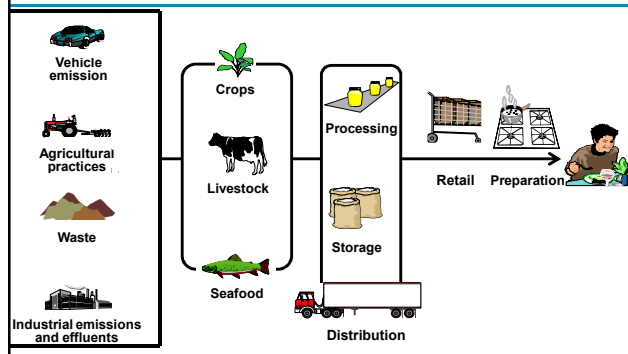 Vehicle
emission
Agricultural
practices
Waste
Industrial emissions
and effluents
Crops
Livestock
Seafood
Processing
Storage
Distribution
Retail
Preparation